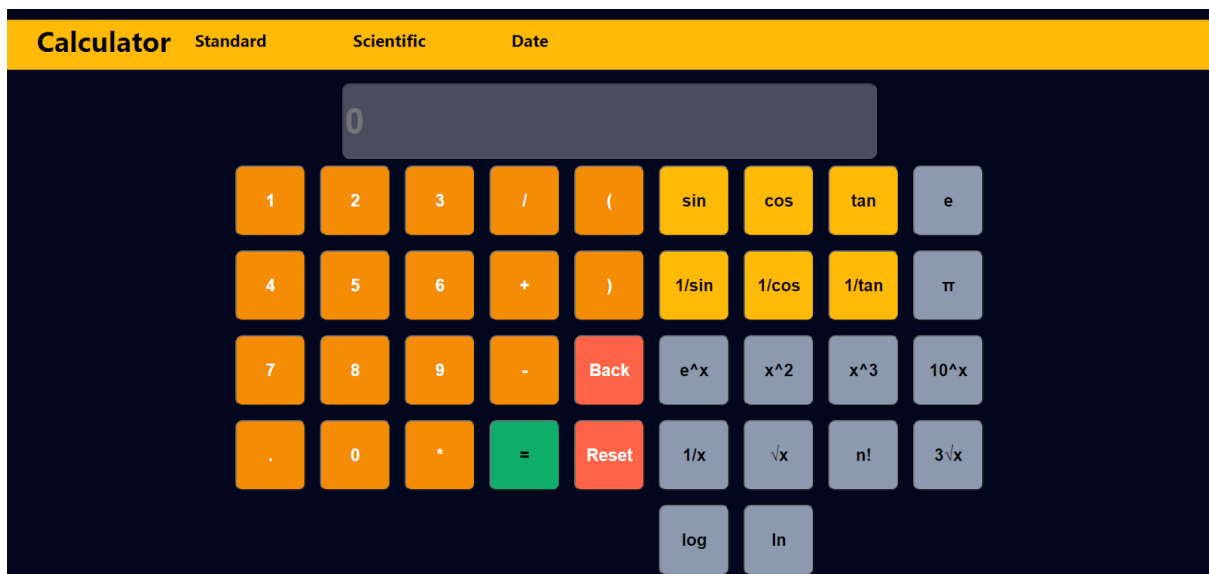 Calculator Standard Scientific Date
0
1 2 3 / ( sin cos tan e
4 5 6 + ) 1/sin 1/cos 1/tan π
7 8 9 - Back e^x x^2 x^3 10^x
. 0 * = Reset 1/x √x n! 3√x
log ln